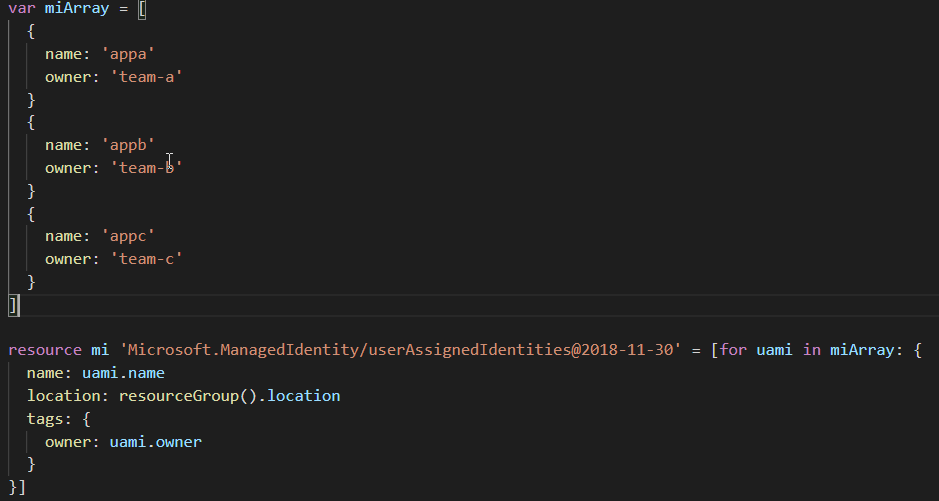 var miArray = [
  {
    name: 'appa'
    owner: 'team-a'
  }
  {
    name: 'appb'
    owner: 'team-b'
  }
  {
    name: 'appc'
    owner: 'team-c'
  }
]
resource mi 'Microsoft.ManagedIdentity/userAssignedIdentities@2018-11-30' = [for uami in miArray: {
  name: uami.name
  location: resourceGroup().location
  tags: {
    owner: uami.owner
  }
}]